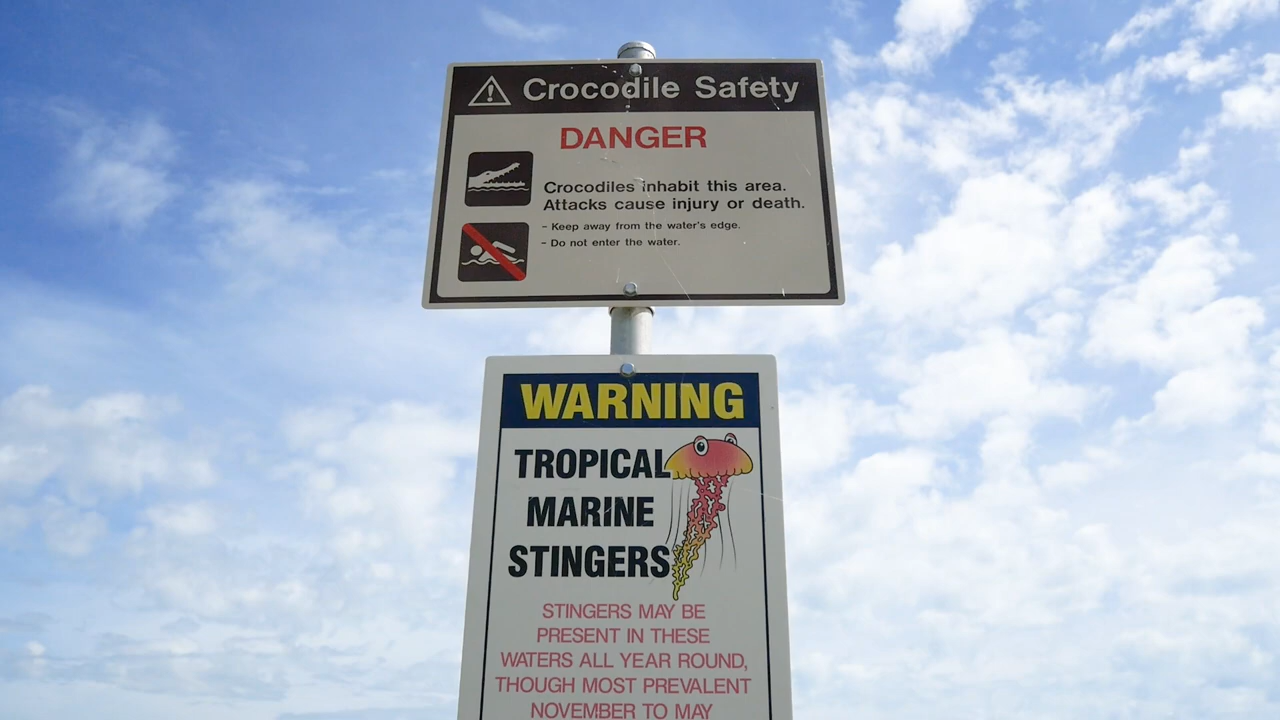 Crocodile Safety
DANGER
Crocodiles inhabit this area.
Attacks cause injury or death.
- Keep away from the water's edge.
- Do not enter the water.
WARNING
TROPICAL
MARINE
STINGERS
STINGERS MAY BE
PRESENT IN THESE
WATERS ALL YEAR ROUND,
THOUGH MOST PREVALENT
NOVEMBER TO MAY